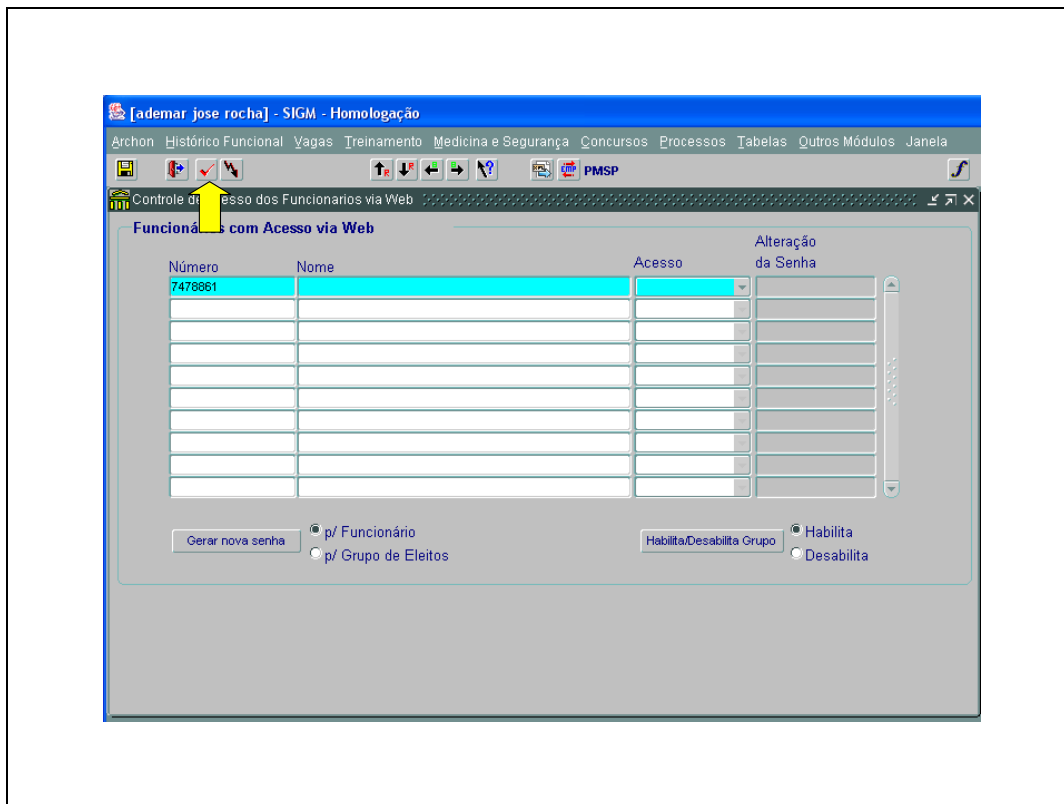 [ademar jose rocha] - SIGM - Homologação
Archon Histórico Funcional Vagas Treinamento Medicina e Segurança Concursos Processos Tabelas Outros Módulos Janela
PMSP
Controle de esso dos Funcionarios via Web
Funcioná s com Acesso via Web
Número Nome Acesso Alteração da Senha
7478861
Gerar nova senha
p/ Funcionário
p/ Grupo de Eleitos
Habilita/Desabilita Grupo
Habilita
Desabilita